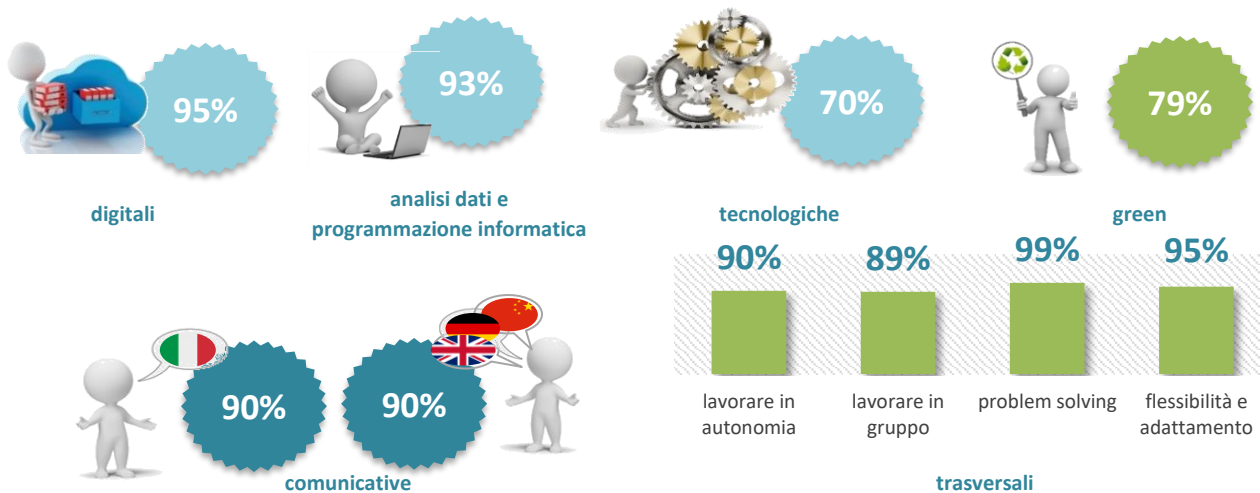 95%
93%
70%
79%
digitali
analisi dati e
programmazione informatica
tecnologiche
green
90%
89%
99%
95%
lavorare in
autonomia
lavorare in
gruppo
problem solving
flessibilità e
adattamento
trasversali
90%
90%
comunicative